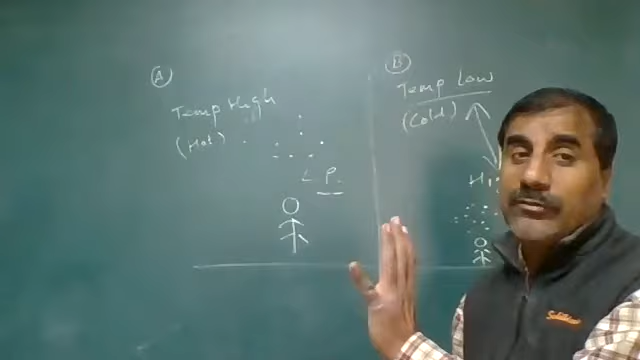 A
Temp High
(Hot)
L P.
B
Temp Low
(Cold)